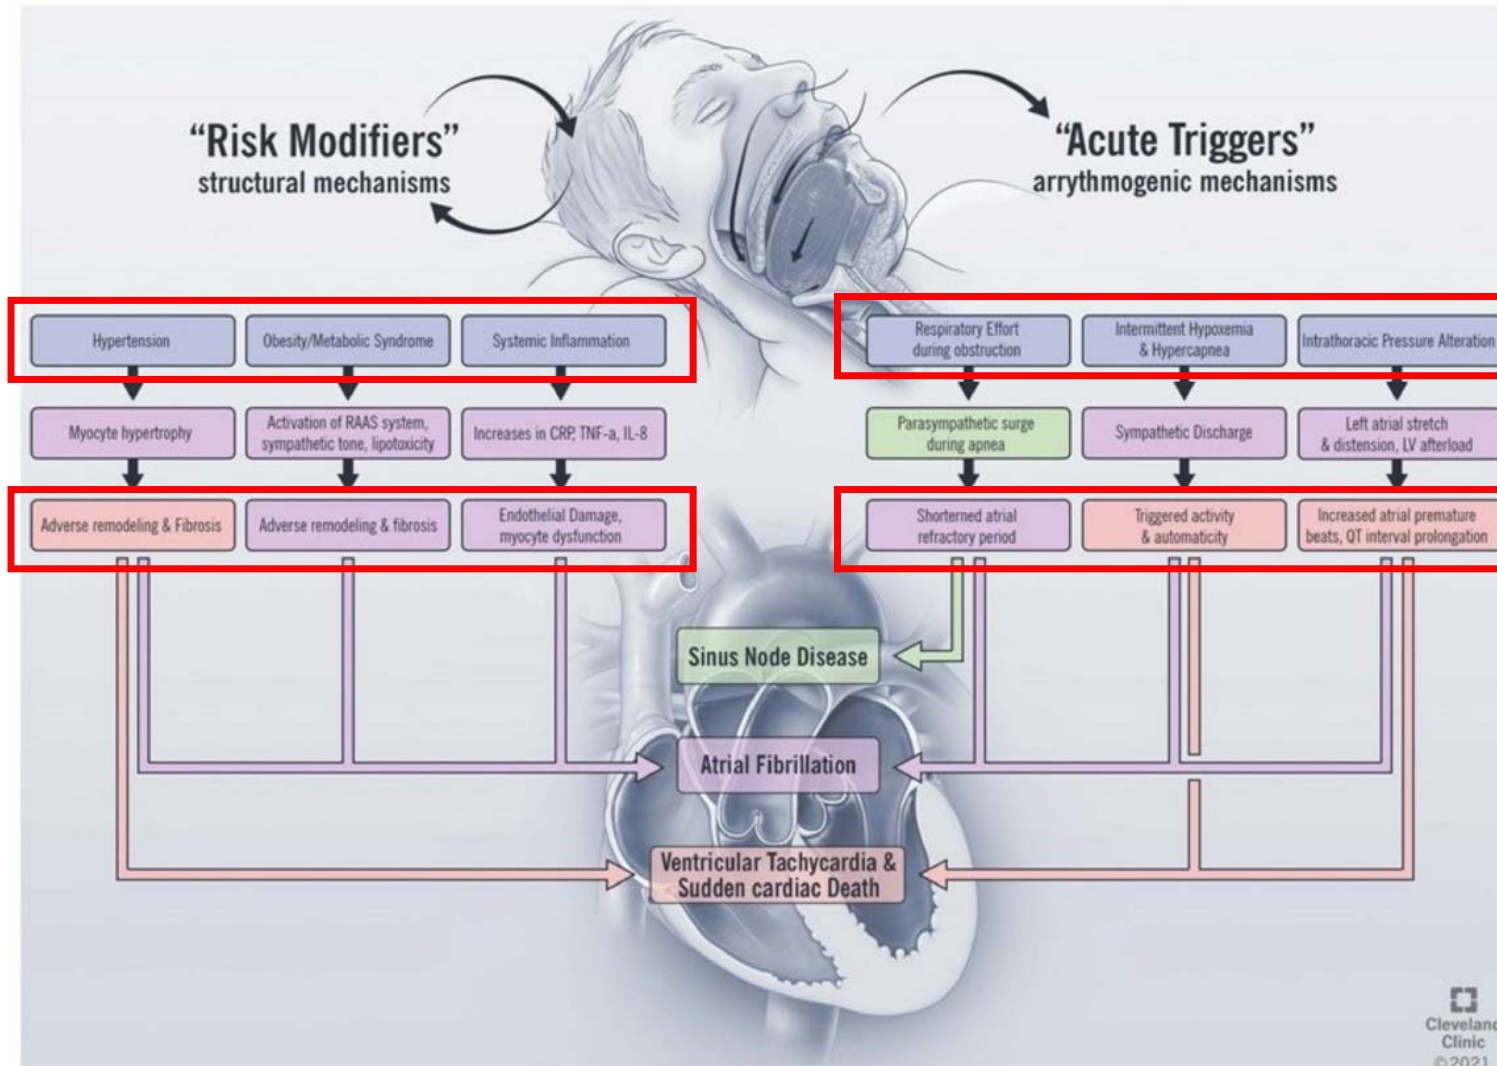 “Risk Modifiers”
structural mechanisms
“Acute Triggers”
arrythmogenic mechanisms
Hypertension
Obesity/Metabolic Syndrome
Systemic Inflammation
Respiratory Effort
during obstruction
Intermittent Hypoxemia
& Hypercapnea
Intrathoracic Pressure Alteration
Myocyte hypertrophy
Activation of RAAS system,
sympathetic tone, lipotoxicity
Increases in CRP, TNF-a, IL-8
Parasympathetic surge
during apnea
Sympathetic Discharge
Left atrial stretch
& distension, LV afterload
Adverse remodeling & Fibrosis
Adverse remodeling & fibrosis
Endothelial Damage,
myocyte dysfunction
Shorterned atrial
refractory period
Triggered activity
& automaticity
Increased atrial premature
beats, QT interval prolongation
Sinus Node Disease
Atrial Fibrillation
Ventricular Tachycardia &
Sudden cardiac Death
Cleveland
Clinic
©2021